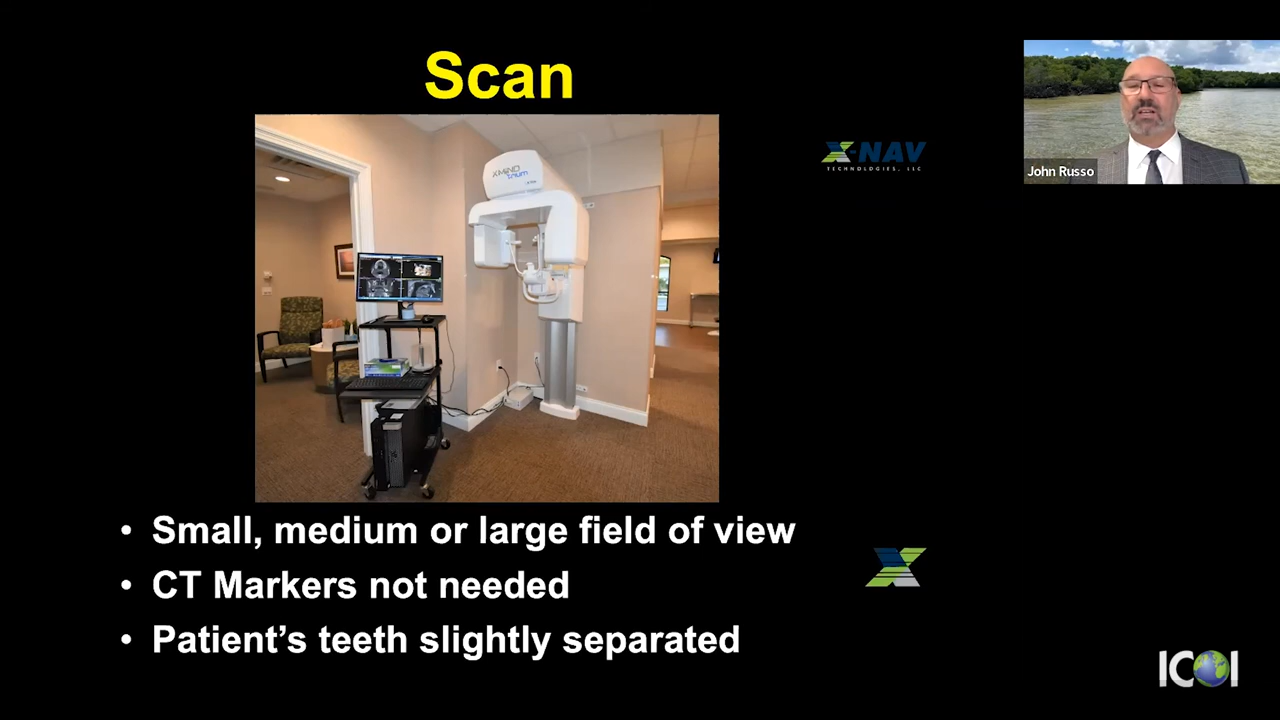 Scan
X-MIND
trium
X-NAV
TECHNOLOGIES, LLC
John Russo
• Small, medium or large field of view
• CT Markers not needed
• Patient’s teeth slightly separated
ICOI